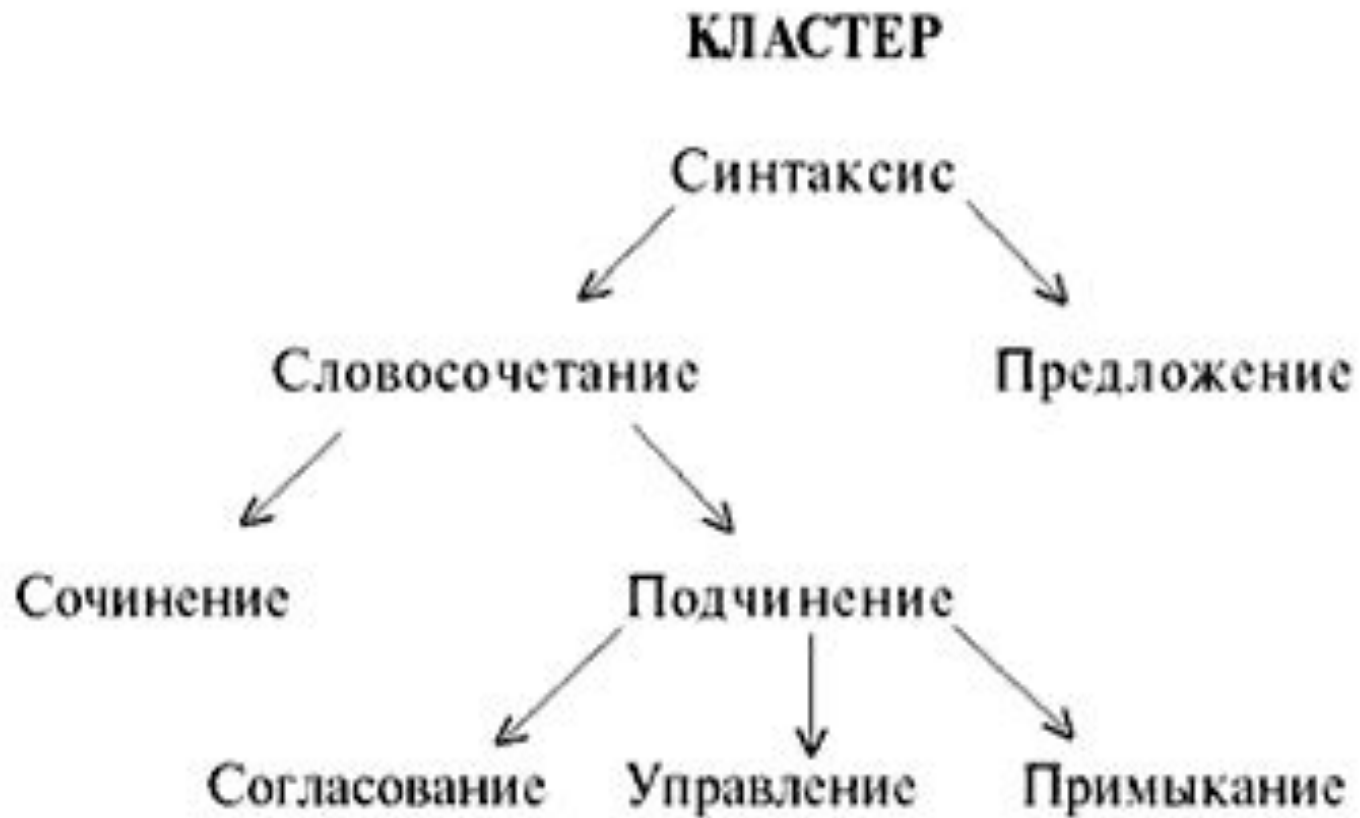 КЛАСТЕР
Синтаксис
Словосочетание Предложение
Сочинение Подчинение
Согласование Управление Примыкание